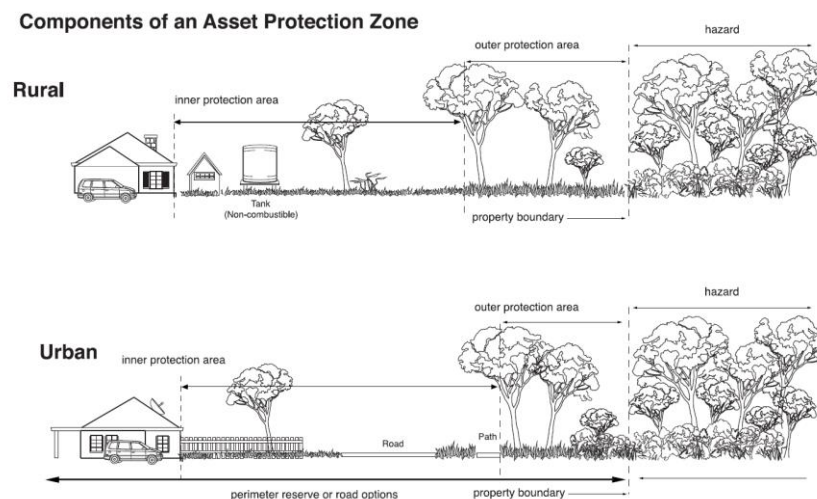 Components of an Asset Protection Zone
hazard
outer protection area
Rural
inner protection area
Tank
(Non-combustible)
property boundary
hazard
outer protection area
Urban
inner protection area
Road
Path
perimeter reserve or road options
property boundary